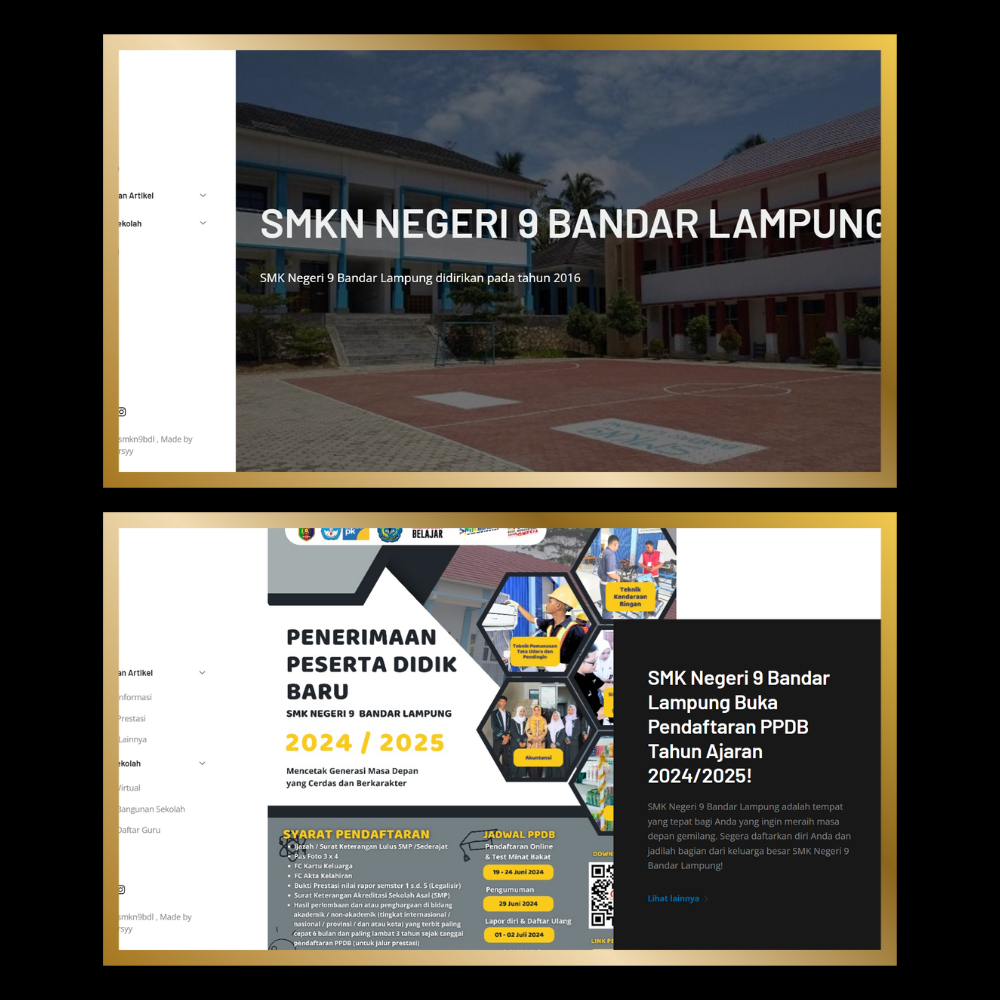 an Artikel
ekolah
SMKN NEGERI 9 BANDAR LAMPUNG
SMK Negeri 9 Bandar Lampung didirikan pada tahun 2016
smkn9bdl , Made by
rsyy
an Artikel
nformasi
Prestasi
Lainnya
ekolah
Virtual
Bangunan Sekolah
Daftar Guru
smkn9bdl , Made by
rsyy
pk
BELAJAR
Teknik
Kendaraan
Ringan
Teknik Pemanasan
Tata Udara dan
Pendingin
Akuntansi
PENERIMAAN
PESERTA DIDIK
BARU
SMK NEGERI 9 BANDAR LAMPUNG
2024 / 2025
Mencetak Generasi Masa Depan
yang Cerdas dan Berkarakter
SYARAT PENDAFTARAN
Ijazah / Surat Keterangan Lulus SMP /Sederajat
Pas Foto 3 x 4
FC Kartu Keluarga
FC Akta Kelahiran
Bukti Prestasi nilai rapor semster 1 s.d. 5 (Legalisir)
Surat Keterangan Akreditasi Sekolah Asal (SMP)
Hasil perlombaan dan atau penghargaan di bidang
akademik / non-akademik (tingkat internasional /
nasional / provinsi / dan atau kota) yang terbit paling
cepat 6 bulan dan paling lambat 3 tahun sejak tanggal
pendaftaran PPDB (untuk jalur prestasi)
JADWAL PPDB
Pendaftaran Online
& Test Minat Bakat
19 - 24 Juni 2024
Pengumuman
29 Juni 2024
Lapor diri & Daftar Ulang
01 - 02 Juli 2024
DOWN
LINK P
SMK Negeri 9 Bandar
Lampung Buka
Pendaftaran PPDB
Tahun Ajaran
2024/2025!
SMK Negeri 9 Bandar Lampung adalah tempat
yang tepat bagi Anda yang ingin meraih masa
depan gemilang. Segera daftarkan diri Anda dan
jadilah bagian dari keluarga besar SMK Negeri 9
Bandar Lampung!
Lihat lainnya